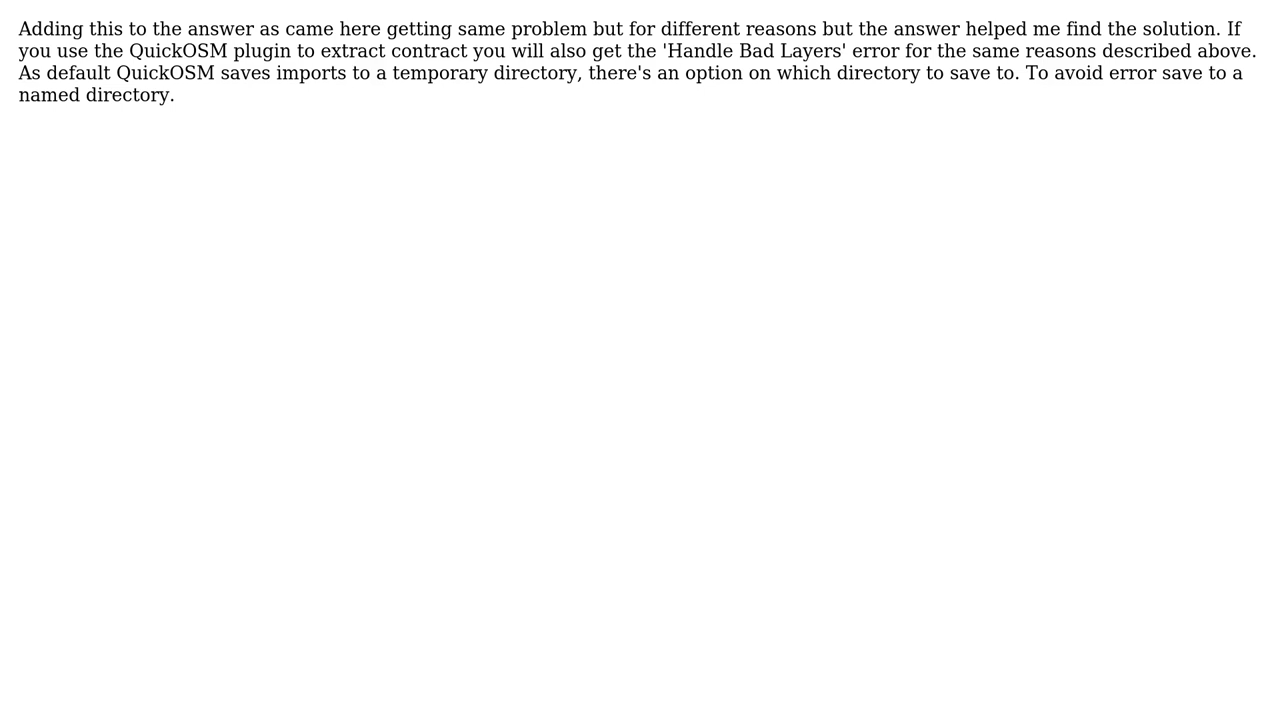 Adding this to the answer as came here getting same problem but for different reasons but the answer helped me find the solution. If
you use the QuickOSM plugin to extract contract you will also get the 'Handle Bad Layers' error for the same reasons described above.
As default QuickOSM saves imports to a temporary directory, there's an option on which directory to save to. To avoid error save to a
named directory.